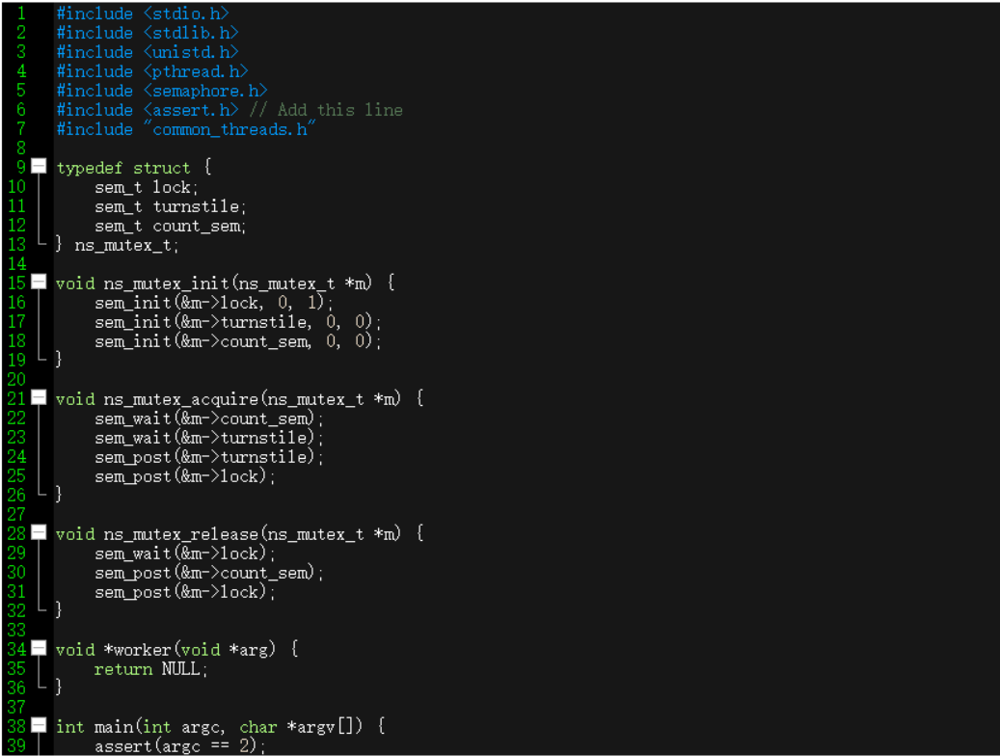 1 #include <stdio.h>
2 #include <stdlib.h>
3 #include <unistd.h>
4 #include <pthread.h>
5 #include <semaphore.h>
6 #include <assert.h> // Add this line
7 #include "common_threads.h"
8
9 typedef struct {
10 sem_t lock;
11 sem_t turnstile;
12 sem_t count_sem;
13 } ns_mutex_t;
14
15 void ns_mutex_init(ns_mutex_t *m) {
16 sem_init(&m->lock, 0, 1);
17 sem_init(&m->turnstile, 0, 0);
18 sem_init(&m->count_sem, 0, 0);
19 }
20
21 void ns_mutex_acquire(ns_mutex_t *m) {
22 sem_wait(&m->count_sem);
23 sem_wait(&m->turnstile);
24 sem_post(&m->turnstile);
25 sem_post(&m->lock);
26 }
27
28 void ns_mutex_release(ns_mutex_t *m) {
29 sem_wait(&m->lock);
30 sem_post(&m->count_sem);
31 sem_post(&m->lock);
32 }
33
34 void *worker(void *arg) {
35 return NULL;
36 }
37
38 int main(int argc, char *argv[]) {
39 assert(argc == 2);